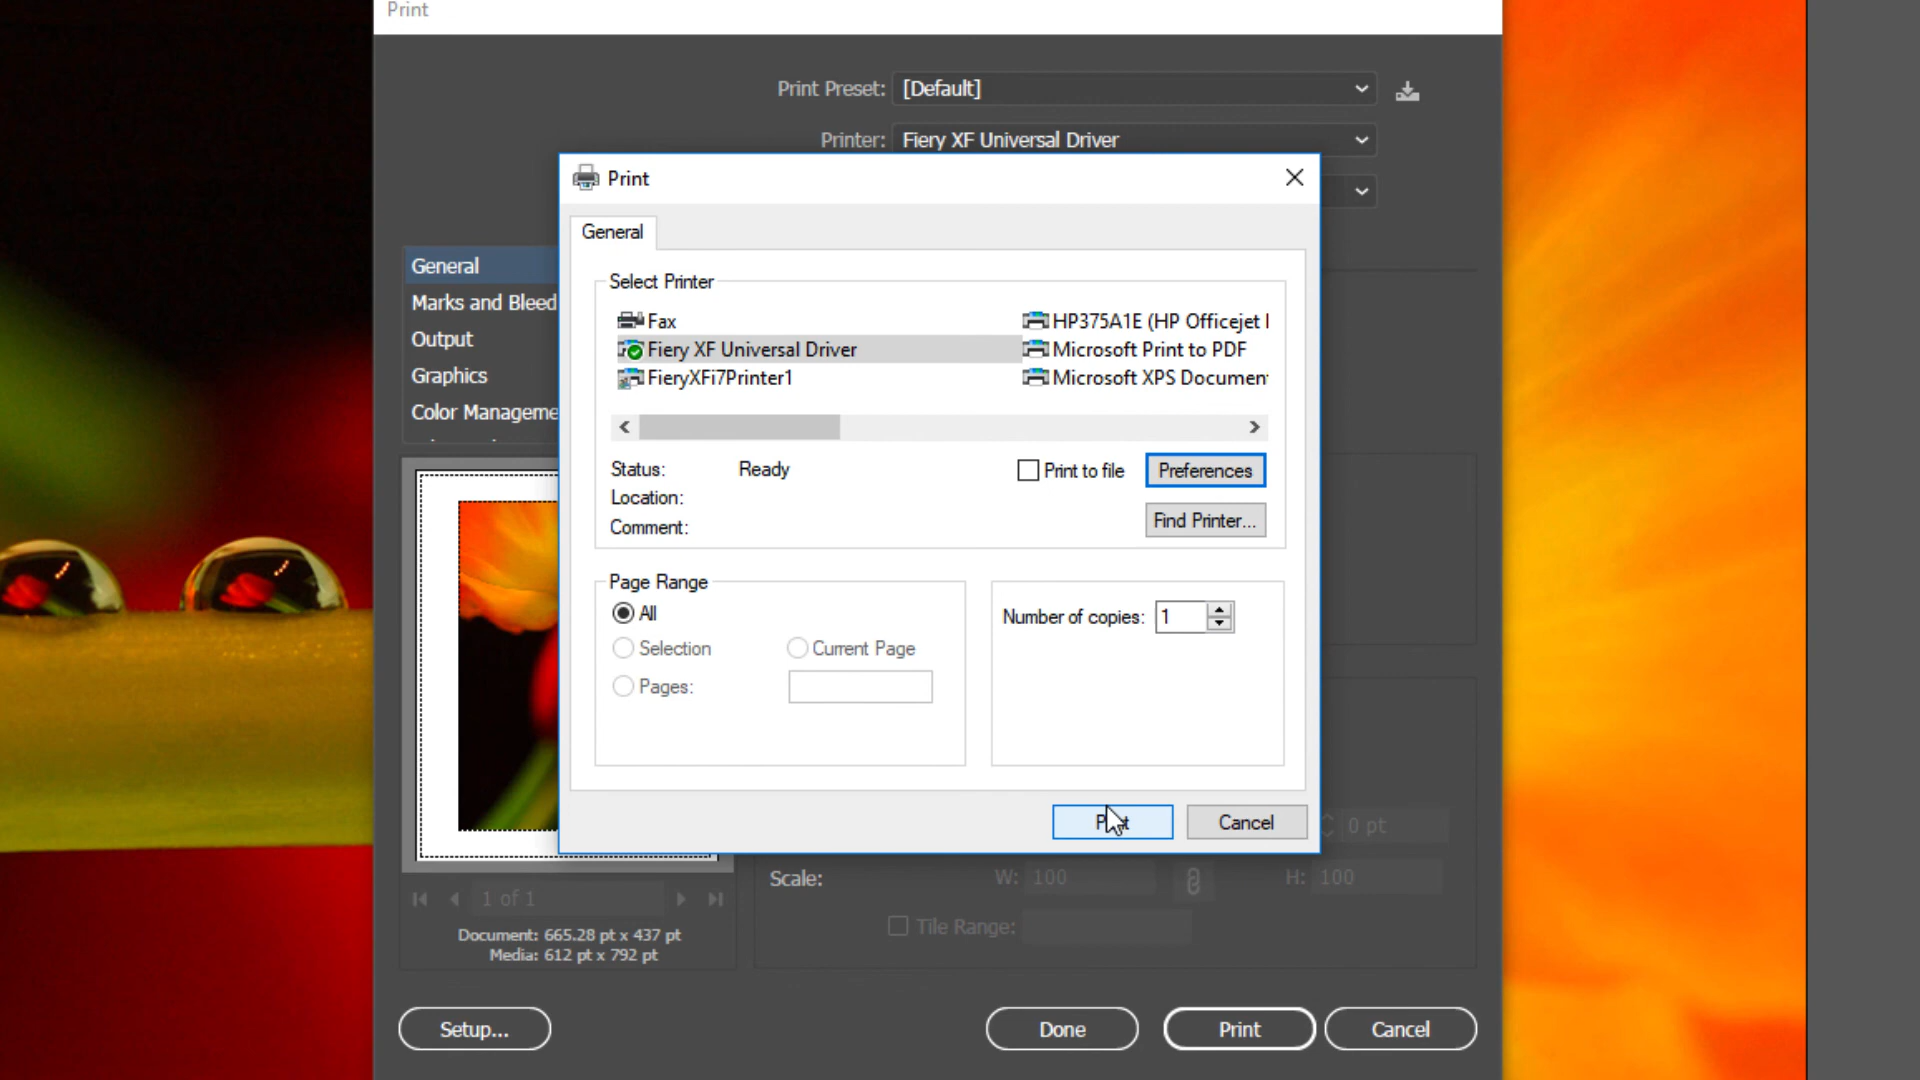 Print
Print Preset: [Default]
Printer: Fiery XF Universal Driver
Print
General
General
Marks and Bleed
Output
Graphics
Select Printer
Fax
Fiery XF Universal Driver
FieryXFi7Printer1
HP375A1E (HP Officejet
Microsoft Print to PDF
Microsoft XPS
Status: Ready
Print to file
Preferences
Location:
Find Printer...
Comment:
Page Range
All
Selection
Current Page
Pages:
Number of copies: 1
Cancel
0 pt
Scale: W: 100 H: 100
1 of 1
Tile Range:
Document: 665.28 pt x 437 pt
Media: 612 pt x 792 pt
Setup...
Done
Print
Cancel